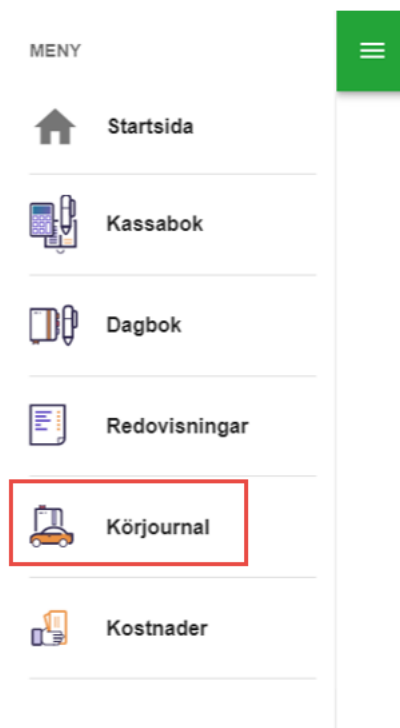 MENY
Startsida
Kassabok
Dagbok
Redovisningar
Körjournal
Kostnader